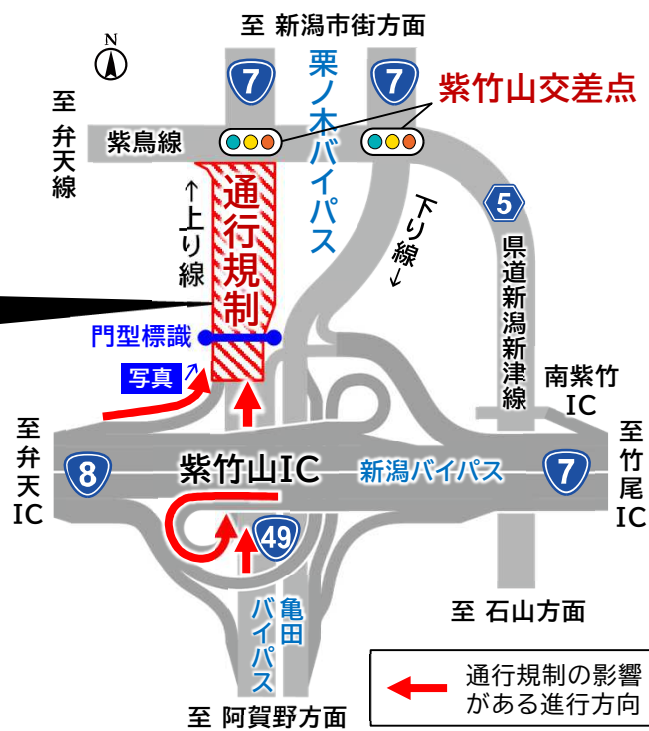 至 新潟市街方面
N
7
7
栗ノ木バイパス
紫竹山交差点
至 弁天線
紫鳥線
通行規制
←上り線
下り線→
5
県道新潟新津線
門型標識
写真
南紫竹
IC
至弁天IC
8
紫竹山IC
新潟バイパス
7
至竹尾IC
49
亀田
バイパス
至 石山方面
至 阿賀野方面
通行規制の影響
がある進行方向